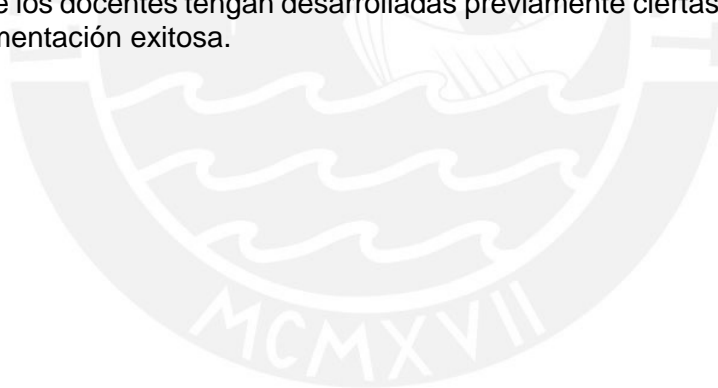 e los docentes tengan desarrolladas previamente ciertas
mentación exitosa.
MCMXVII